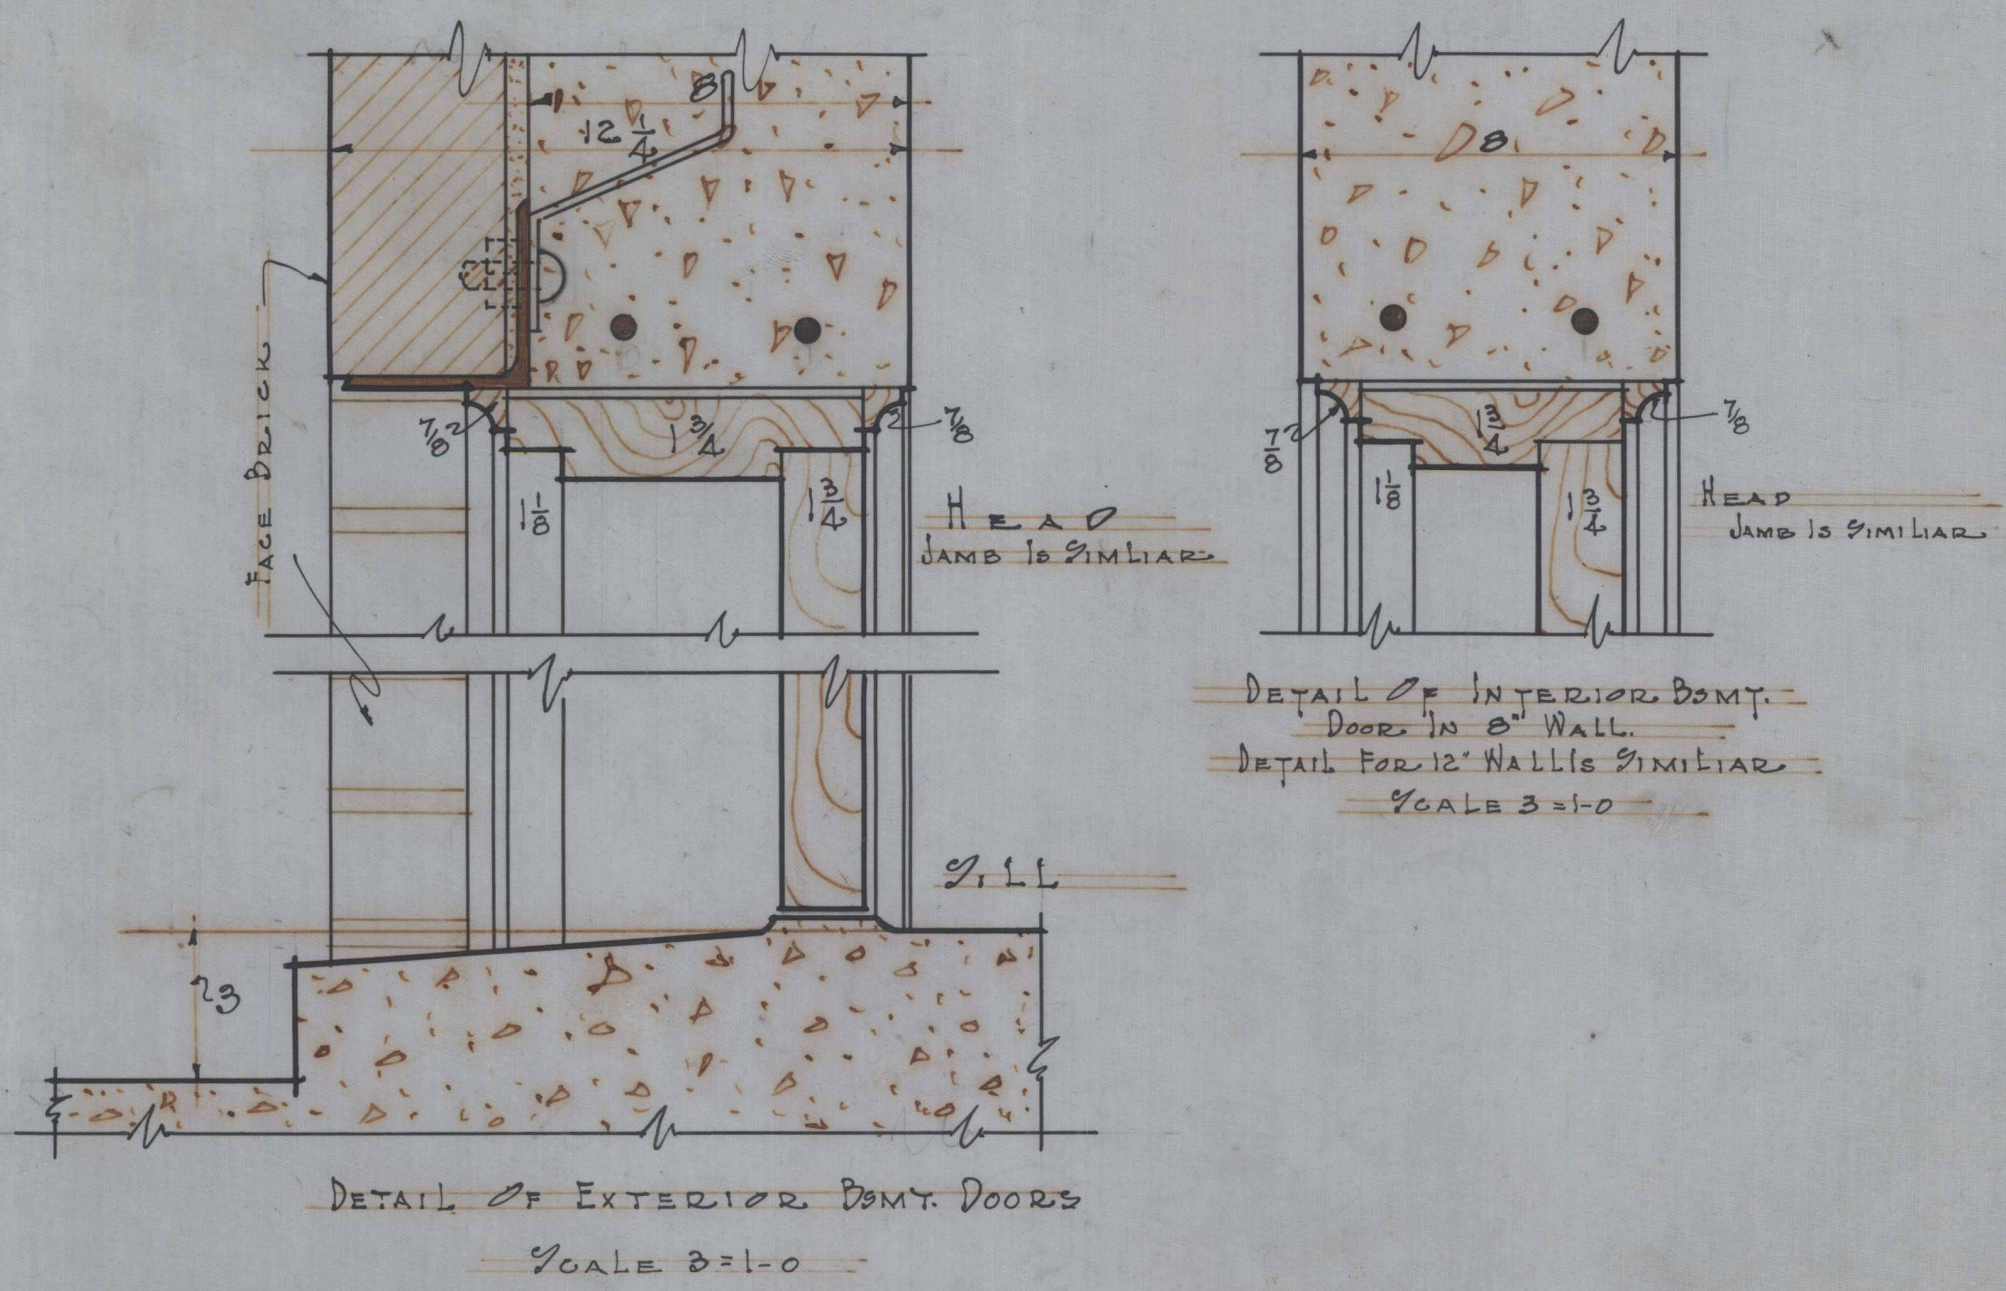 8
12 1/4
FACE BRICK
7/8
1 3/4
7/8
1 1/8
1 3/4
HEAD
JAMB IS SIMLIAR
SILL
3
DETAIL OF EXTERIOR BSMT. DOORS
SCALE 3=1-0
8
7/8
1 3/4
7/8
1 1/8
1 3/4
HEAD
JAMB IS SIMILIAR
DETAIL OF INTERIOR BSMT.
DOOR IN 8" WALL.
DETAIL FOR 12" WALL IS SIMILIAR
SCALE 3=1-0